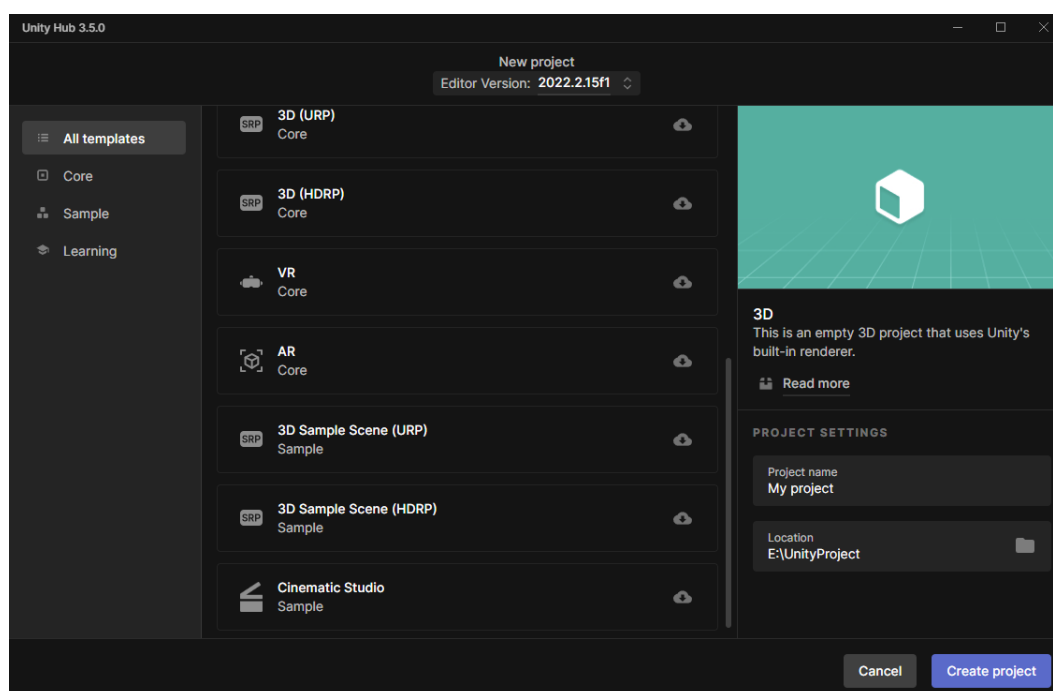 Unity Hub 3.5.0
New project
Editor Version: 2022.2.15f1
All templates
Core
Sample
Learning
SRP
3D (URP)
Core
SRP
3D (HDRP)
Core
VR
Core
AR
Core
SRP
3D Sample Scene (URP)
Sample
SRP
3D Sample Scene (HDRP)
Sample
Cinematic Studio
Sample
3D
This is an empty 3D project that uses Unity's
built-in renderer.
Read more
PROJECT SETTINGS
Project name
My project
Location
E:\UnityProject
Cancel
Create project